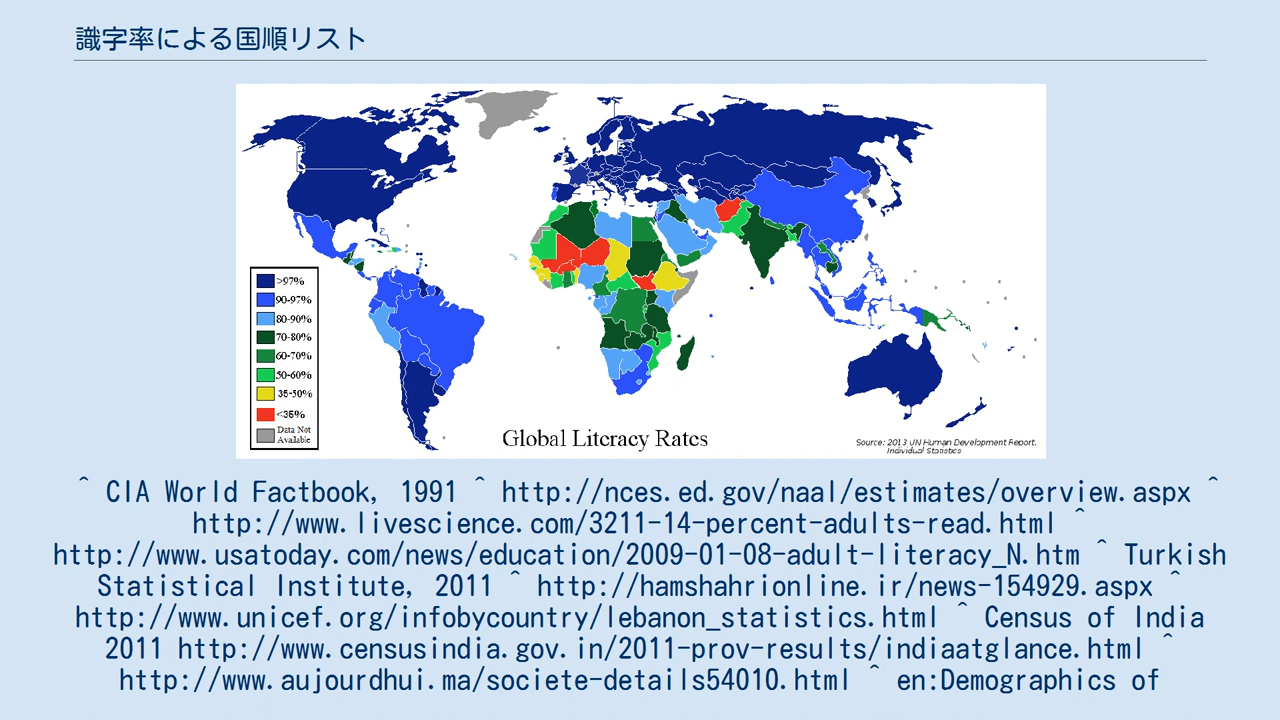 識字率による国順リスト
>97%
90-97%
80-90%
70-80%
60-70%
50-60%
35-50%
<35%
Data Not
Available
Global Literacy Rates
Source: 2013 UN Human Development Report.
Individual Statistics
^ CIA World Factbook, 1991 ^ http://nces.ed.gov/naal/estimates/overview.aspx ^
http://www.livescience.com/3211-14-percent-adults-read.html ^
http://www.usatoday.com/news/education/2009-01-08-adult-literacy_N.htm ^ Turkish
Statistical Institute, 2011 ^ http://hamshahrionline.ir/news-154929.aspx ^
http://www.unicef.org/infobycountry/lebanon_statistics.html ^ Census of India
2011 http://www.censusindia.gov.in/2011-prov-results/indiaatglance.html ^
http://www.aujourdhui.ma/societe-details54010.html ^ en:Demographics of